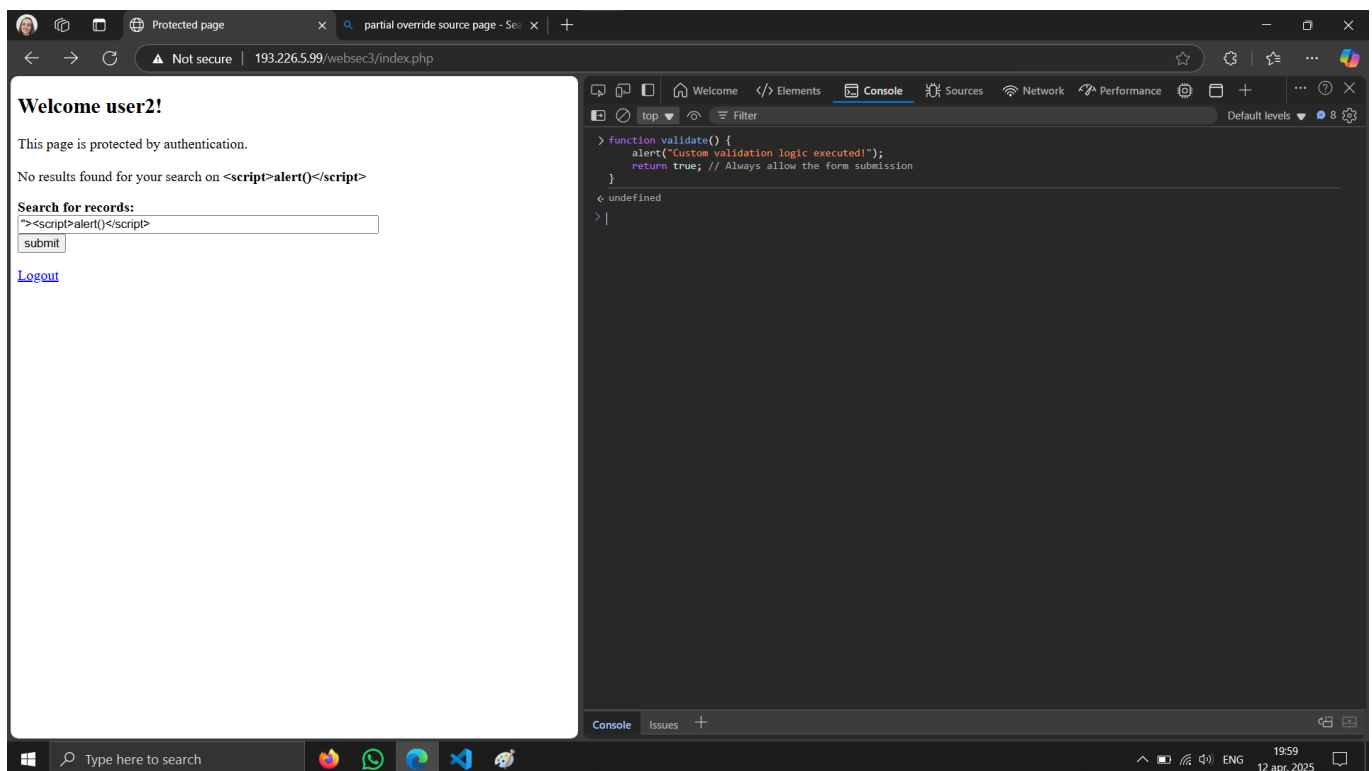 Protected page
partial override source page - Sea
Not secure
193.226.5.99/websec3/index.php
Welcome user2!
This page is protected by authentication.
No results found for your search on <script>alert()</script>
Search for records:
"><script>alert()</script>
submit
Logout
Welcome
</> Elements
Console
Sources
Network
Performance
top
Filter
Default levels
8
> function validate() {
alert("Custom validation logic executed!");
return true; // Always allow the form submission
}
undefined
>
Console
Issues
Type here to search
ENG
19:59
12 apr. 2025